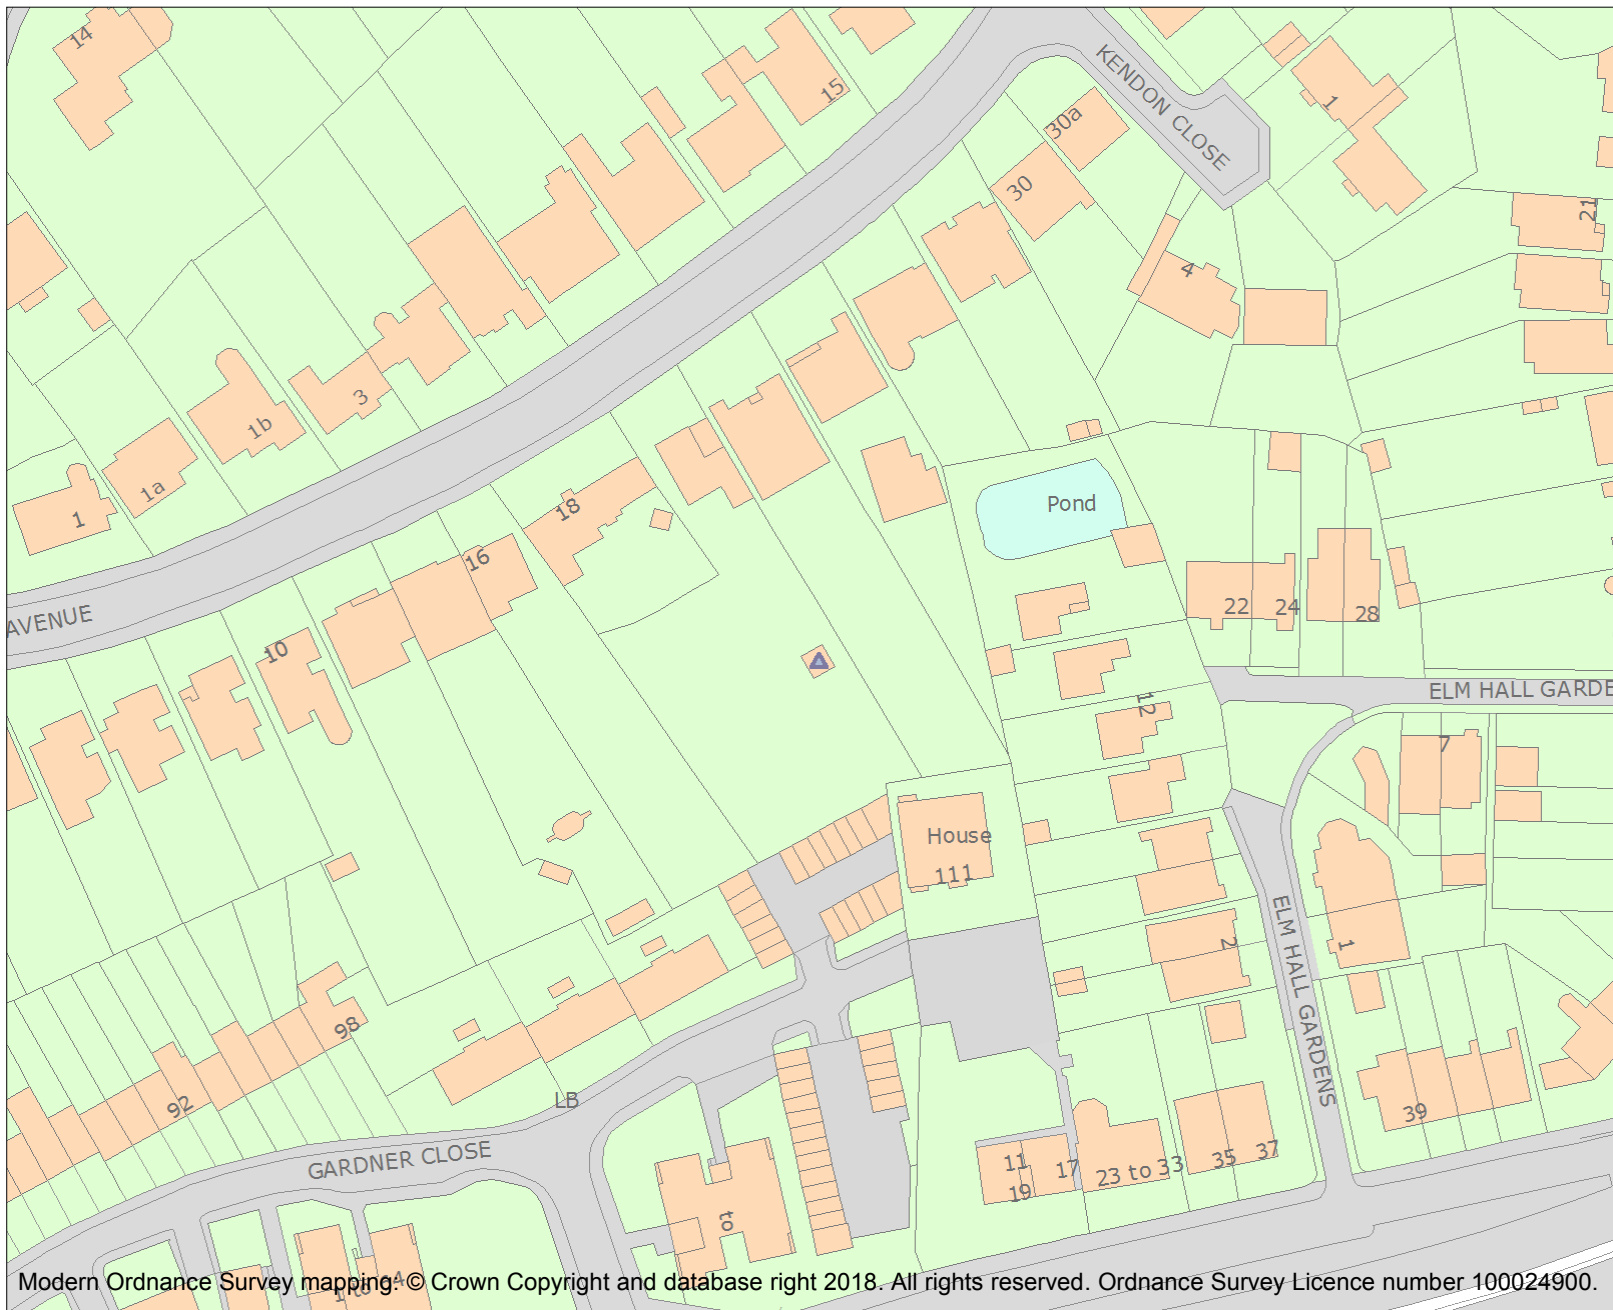 14
15
KENDON CLOSE
30a
30
1
21
4
3
1b
1a
1
18
16
Pond
22
24
28
AVENUE
10
12
ELM HALL GARDE
7
House
111
2
1
ELM HALL GARDENS
98
92
LB
39
GARDNER CLOSE
11
17
19
23 to 33
35
37
to
Modern Ordnance Survey mapping: © Crown Copyright and database right 2018. All rights reserved. Ordnance Survey Licence number 100024900.